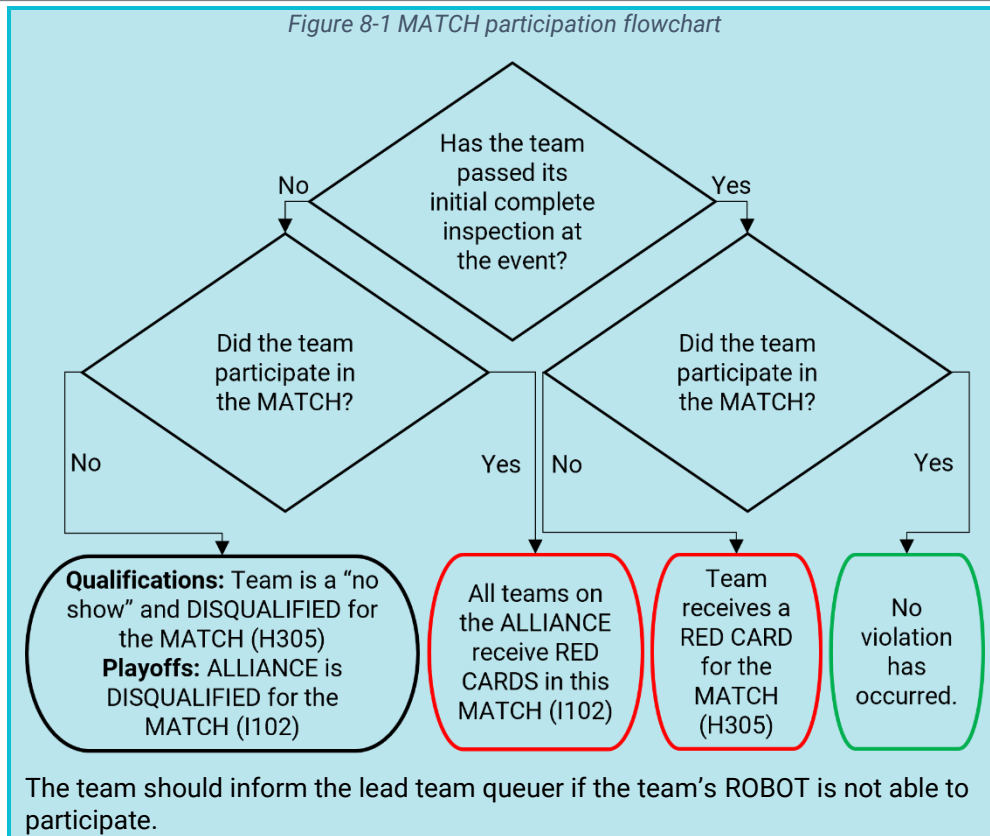 Figure 8-1 MATCH participation flowchart
Has the team
passed its
initial complete
inspection at
the event?
No
Yes
Did the team
participate in
the MATCH?
Did the team
participate in
the MATCH?
No
Yes
No
Yes
Qualifications: Team is a “no
show” and DISQUALIFIED for
the MATCH (H305)
Playoffs: ALLIANCE is
DISQUALIFIED for the
MATCH (I102)
All teams on
the ALLIANCE
receive RED
CARDS in this
MATCH (I102)
Team
receives a
RED CARD
for the
MATCH
(H305)
No
violation
has
occurred.
The team should inform the lead team queuer if the team’s ROBOT is not able to
participate.